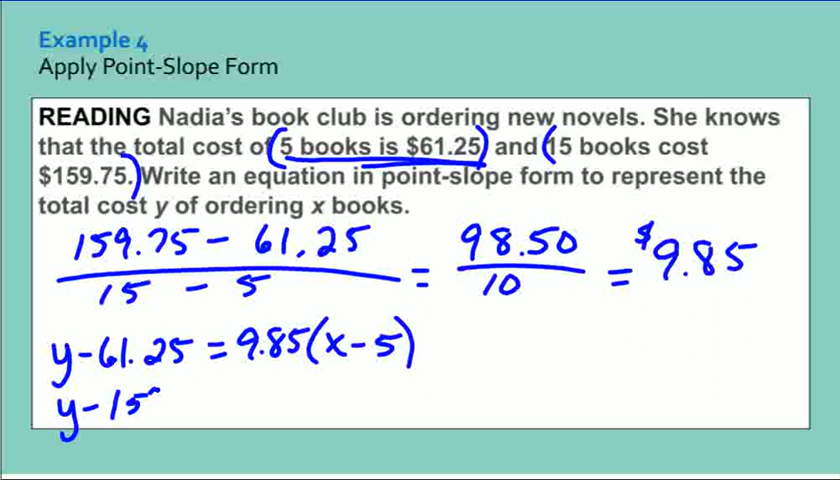 Example 4
Apply Point-Slope Form
READING Nadia's book club is ordering new novels. She knows
that the total cost of (5 books is $61.25) and (15 books cost
$159.75.) Write an equation in point-slope form to represent the
total cost y of ordering x books.
159.75 - 61.25 / 15 - 5 = 98.50 / 10 = $9.85
y - 61.25 = 9.85(x - 5)
y - 15